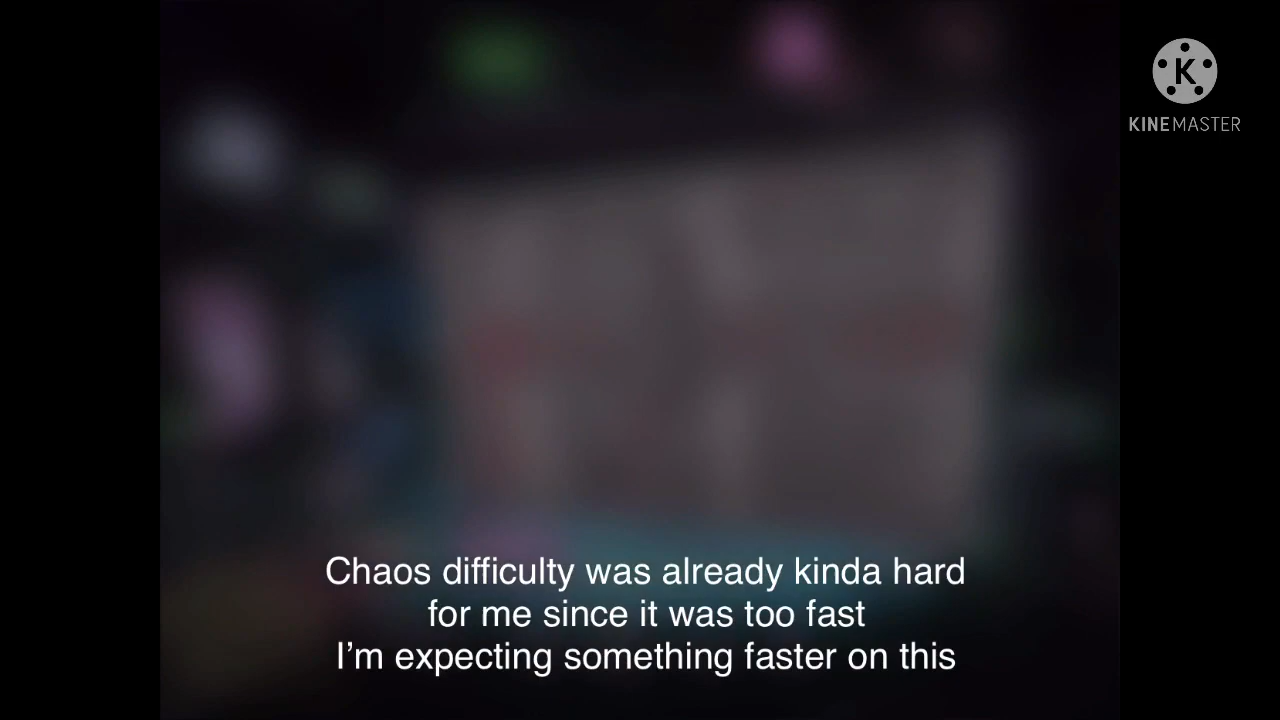 K
KINEMASTER
Chaos difficulty was already kinda hard
for me since it was too fast
I’m expecting something faster on this